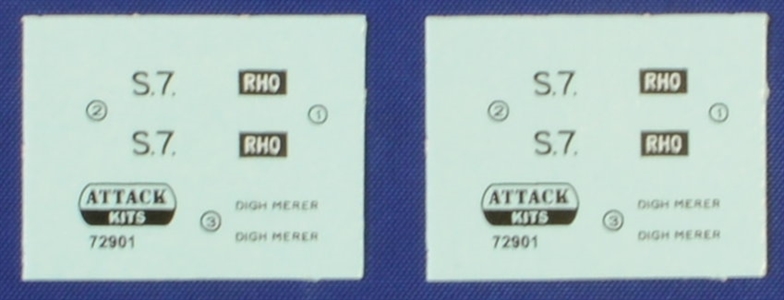 S.7. RHO
② ①
S.7. RHO
ATTACK
KITS
72901
③
DIGH MERER
DIGH MERER
S.7. RHO
② ①
S.7. RHO
ATTACK
KITS
72901
③
DIGH MERER
DIGH MERER